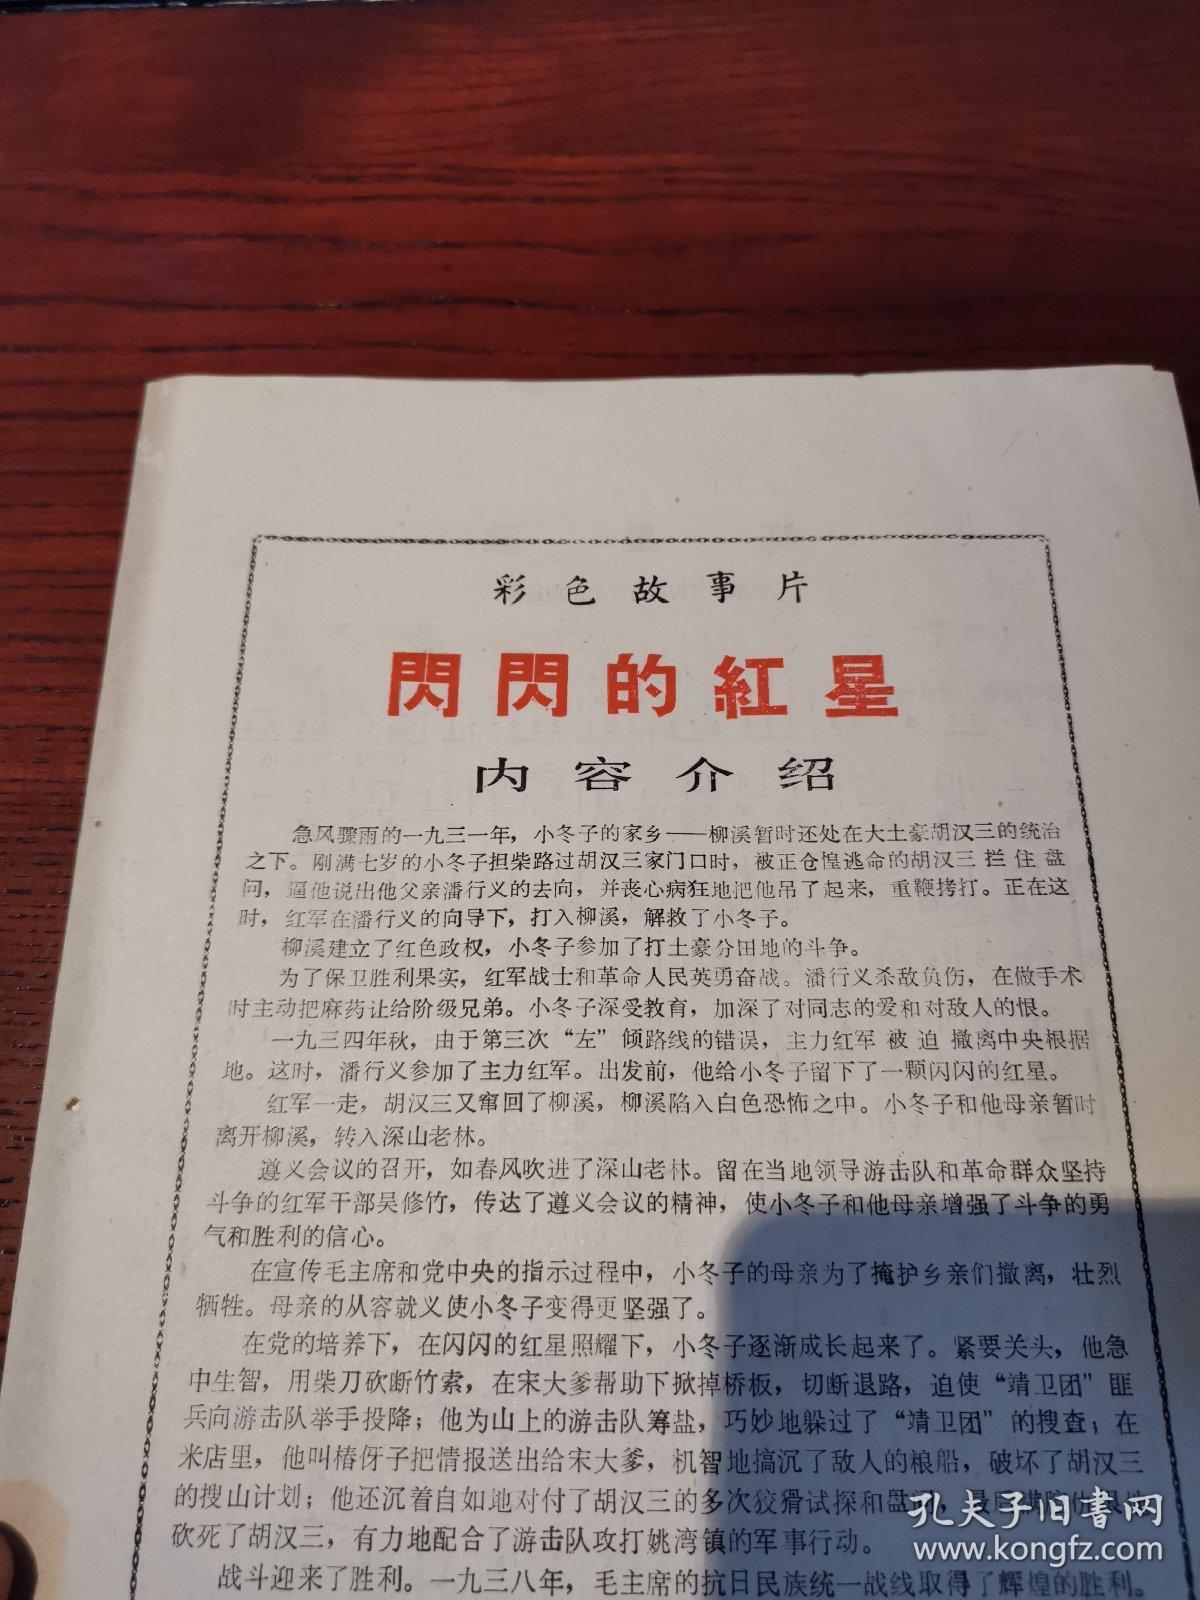 彩色故事片
閃閃的紅星
内容介绍
急风骤雨的一九三一年，小冬子的家乡——柳溪暂时还处在大土豪胡汉三的统治
之下。刚满七岁的小冬子担柴路过胡汉三家门口时，被正仓惶逃命的胡汉三拦住盘
问，逼他说出他父亲潘行义的去向，并丧心病狂地把他吊了起来，重鞭拷打。正在这
时，红军在潘行义的向导下，打入柳溪，解救了小冬子。
柳溪建立了红色政权，小冬子参加了打土豪分田地的斗争。
为了保卫胜利果实，红军战士和革命人民英勇奋战。潘行义杀敌负伤，在做手术
时主动把麻药让给阶级兄弟。小冬子深受教育，加深了对同志的爱和对敌人的恨。
一九三四年秋，由于第三次“左”倾路线的错误，主力红军被迫撤离中央根据
地。这时，潘行义参加了主力红军。出发前，他给小冬子留下了一颗闪闪的红星。
红军一走，胡汉三又窜回了柳溪，柳溪陷入白色恐怖之中。小冬子和他母亲暂时
离开柳溪，转入深山老林。
遵义会议的召开，如春风吹进了深山老林。留在当地领导游击队和革命群众坚持
斗争的红军干部吴修竹，传达了遵义会议的精神，使小冬子和他母亲增强了斗争的勇
气和胜利的信心。
在宣传毛主席和党中央的指示过程中，小冬子的母亲为了掩护乡亲们撤离，壮烈
牺牲。母亲的从容就义使小冬子变得更坚强了。
在党的培养下，在闪闪的红星照耀下，小冬子逐渐成长起来了。紧要关头，他急
中生智，用柴刀砍断竹索，在宋大爹帮助下掀掉桥板，切断退路，迫使“靖卫团”匪
兵向游击队举手投降；他为山上的游击队筹盐，巧妙地躲过了“靖卫团”的搜查；在
米店里，他叫椿伢子把情报送出给宋大爹，机智地搞沉了敌人的粮船，破坏了胡汉三
的搜山计划；他还沉着自如地对付了胡汉三的多次狡猾试探和盘，最后
砍死了胡汉三，有力地配合了游击队攻打姚湾镇的军事行动。
战斗迎来了胜利。一九三八年，毛主席的抗日民族统一战线取得了辉煌的胜利。
孔夫子旧书网
www.kongfz.com